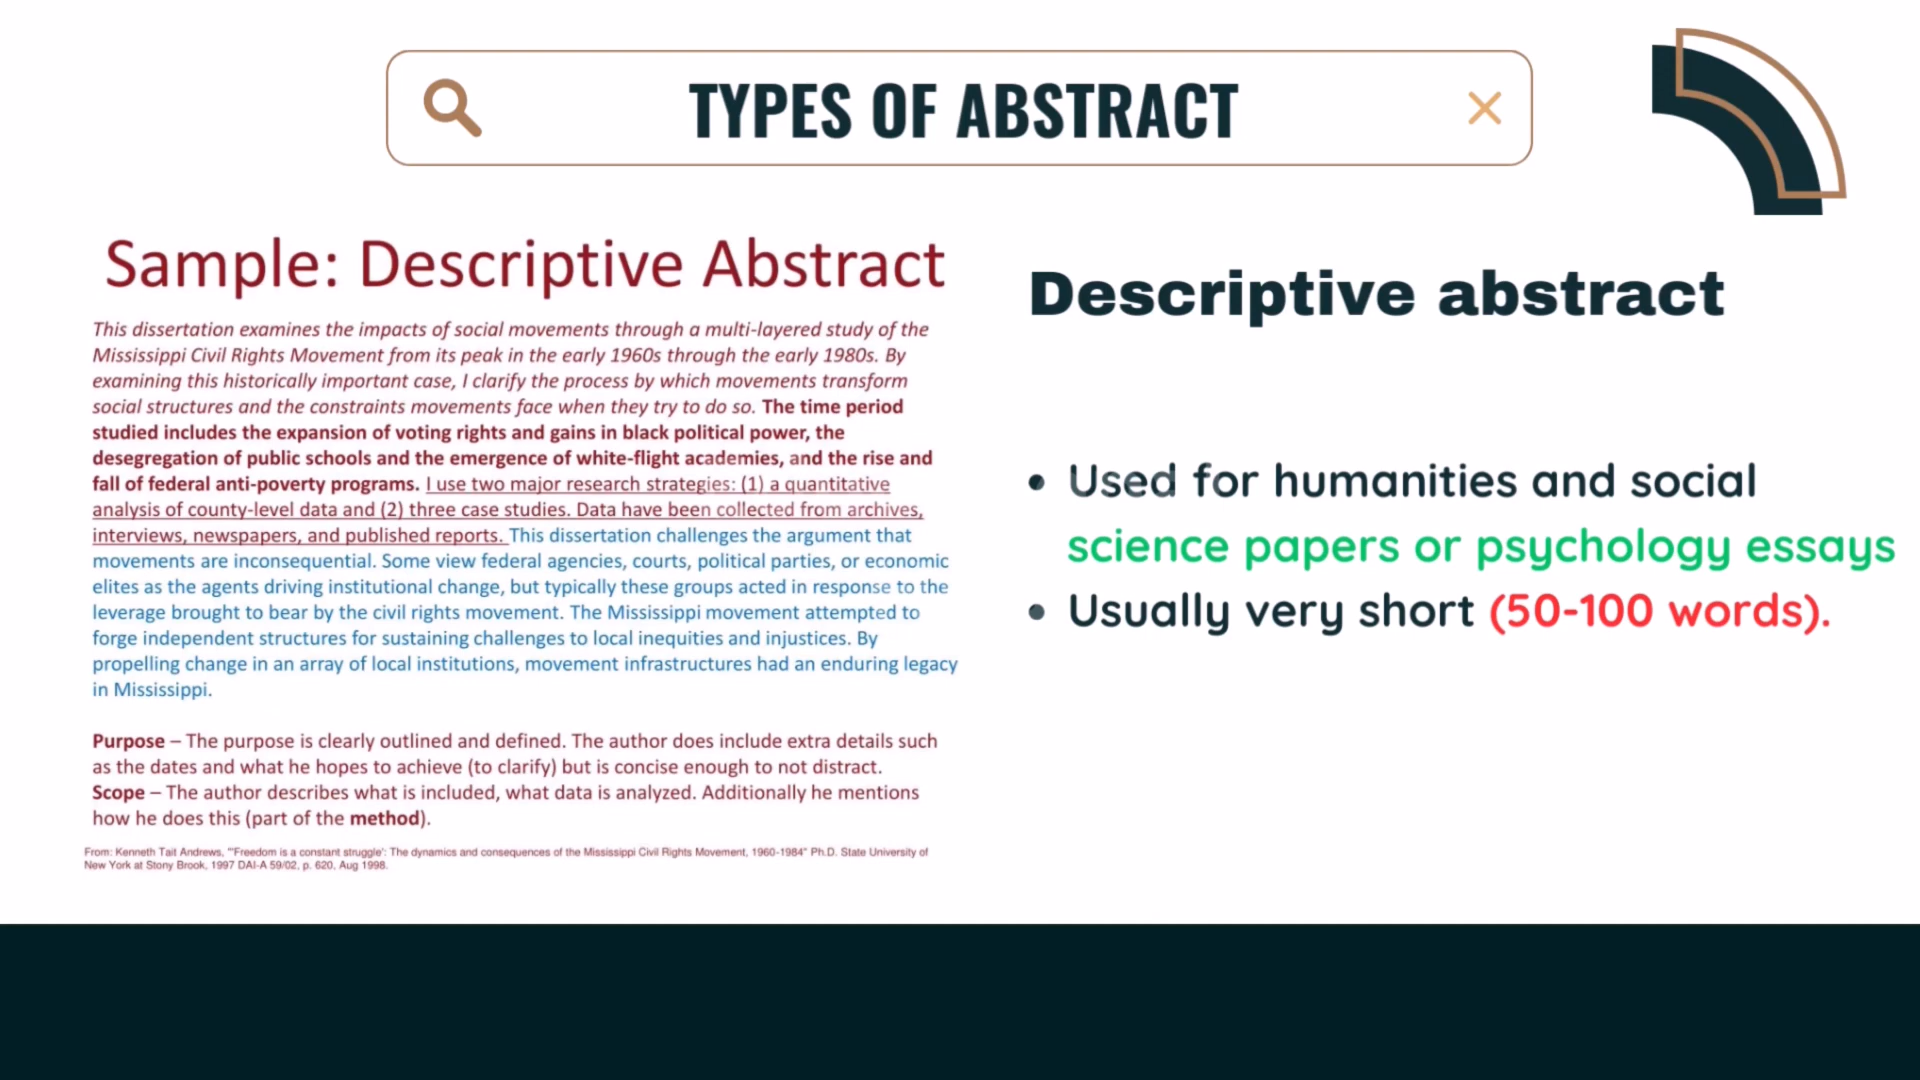 TYPES OF ABSTRACT
Sample: Descriptive Abstract
This dissertation examines the impacts of social movements through a multi-layered study of the
Mississippi Civil Rights Movement from its peak in the early 1960s through the early 1980s. By
examining this historically important case, I clarify the process by which movements transform
social structures and the constraints movements face when they try to do so. The time period
studied includes the expansion of voting rights and gains in black political power, the
desegregation of public schools and the emergence of white-flight academies, and the rise and
fall of federal anti-poverty programs. I use two major research strategies: (1) a quantitative
analysis of county-level data and (2) three case studies. Data have been collected from archives,
interviews, newspapers, and published reports. This dissertation challenges the argument that
movements are inconsequential. Some view federal agencies, courts, political parties, or economic
elites as the agents driving institutional change, but typically these groups acted in response to the
leverage brought to bear by the civil rights movement. The Mississippi movement attempted to
forge independent structures for sustaining challenges to local inequities and injustices. By
propelling change in an array of local institutions, movement infrastructures had an enduring legacy
in Mississippi.
Purpose – The purpose is clearly outlined and defined. The author does include extra details such
as the dates and what he hopes to achieve (to clarify) but is concise enough to not distract.
Scope – The author describes what is included, what data is analyzed. Additionally he mentions
how he does this (part of the method).
From: Kenneth Tait Andrews, "'Freedom is a constant struggle': The dynamics and consequences of the Mississippi Civil Rights Movement, 1960-1984" Ph.D. State University of
New York at Stony Brook, 1997 DAI-A 59/02, p. 620, Aug 1998.
Descriptive abstract
• Used for humanities and social
science papers or psychology essays
• Usually very short (50-100 words).